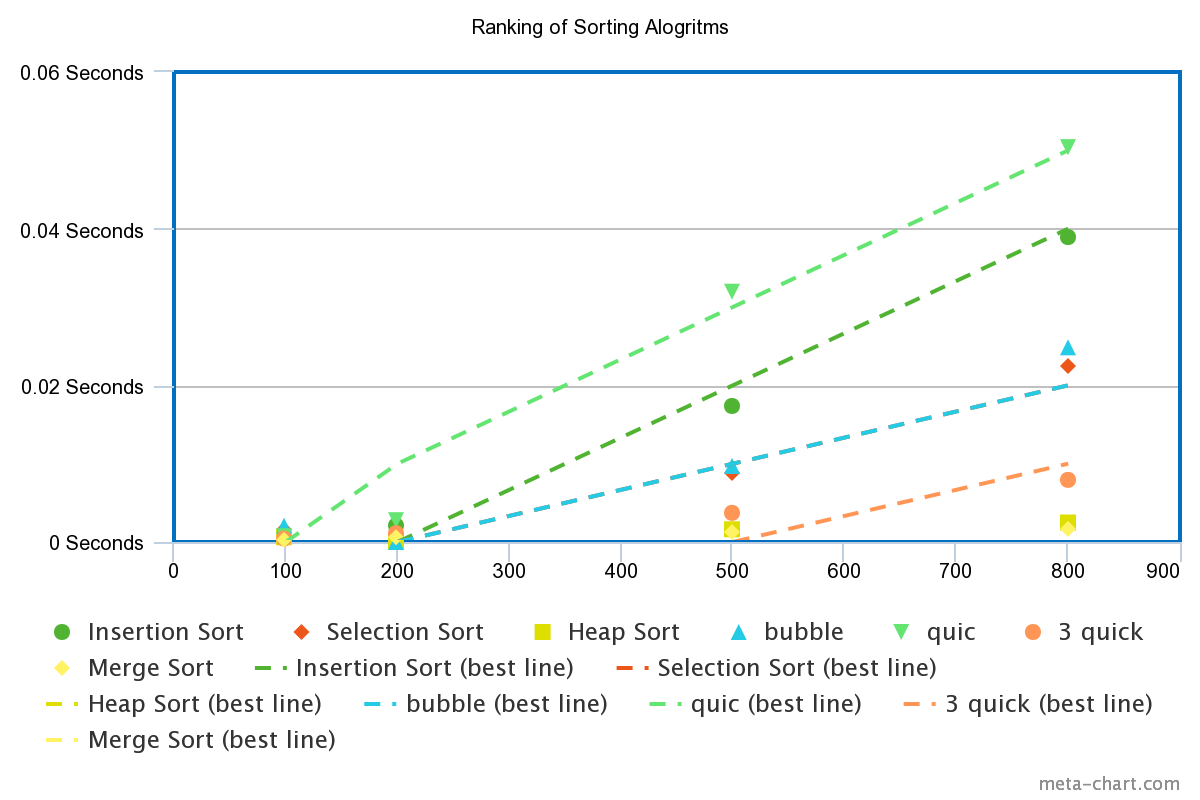 Ranking of Sorting Alogritms
0.06 Seconds
0.04 Seconds
0.02 Seconds
0 Seconds
0 100 200 300 400 500 600 700 800 900
Insertion Sort Selection Sort Heap Sort bubble quic 3 quick
Merge Sort Insertion Sort (best line) Selection Sort (best line)
Heap Sort (best line) bubble (best line) quic (best line) 3 quick (best line)
Merge Sort (best line)
meta-chart.com